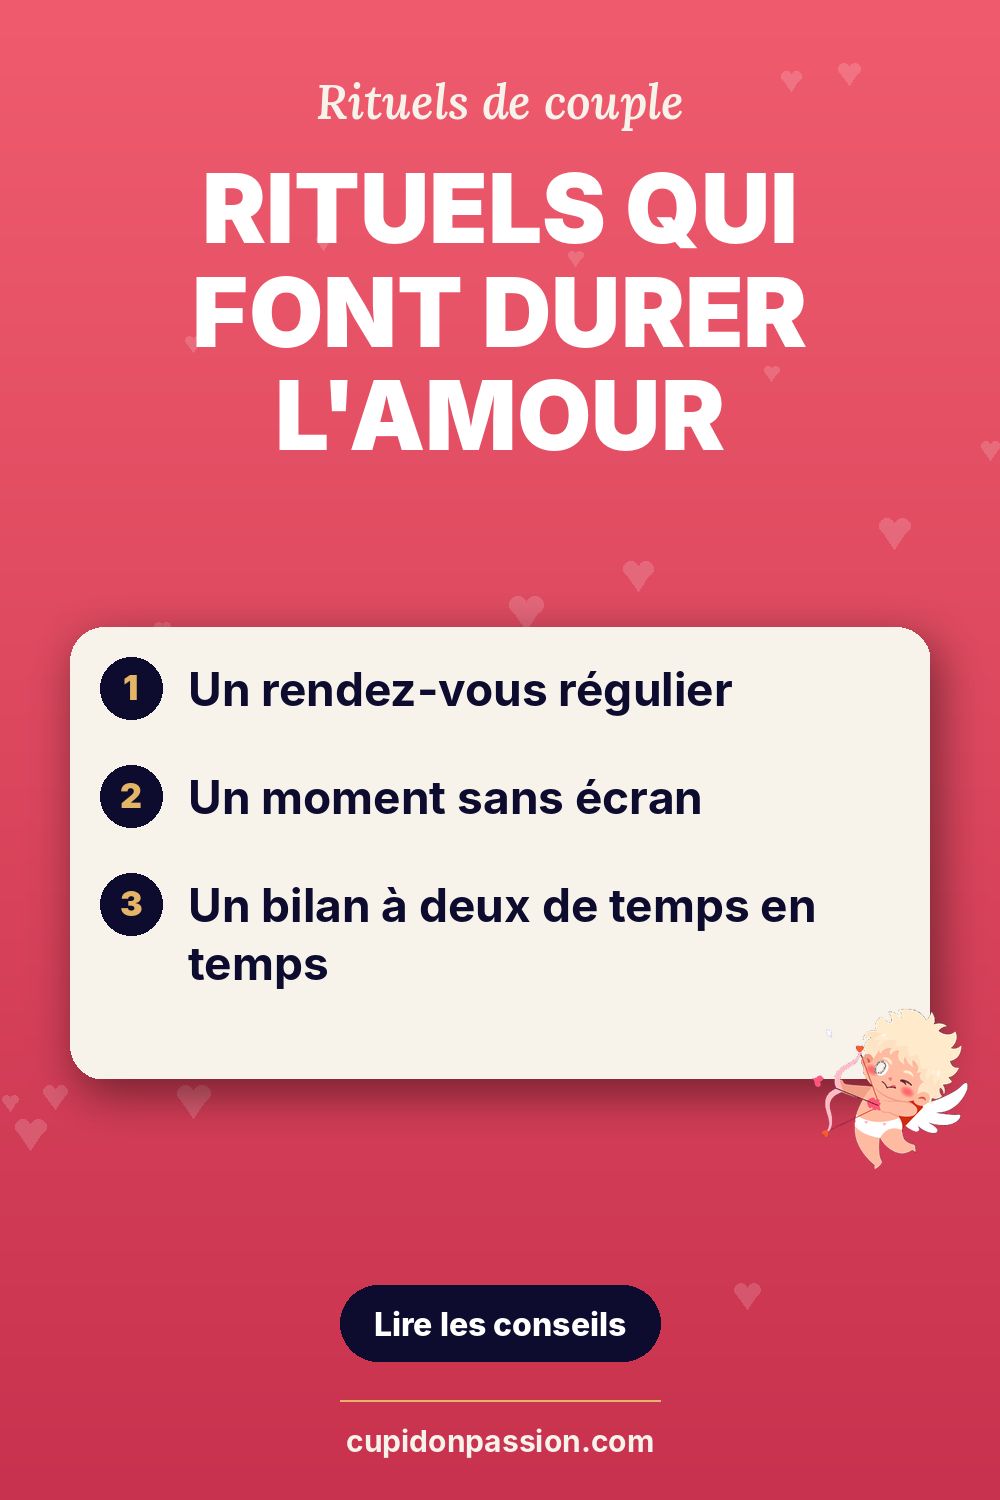 Rituels de couple
RITUELS QUI
FONT DURER
L'AMOUR
1 Un rendez-vous régulier
2 Un moment sans écran
3 Un bilan à deux de temps en
temps
Lire les conseils
cupidonpassion.com